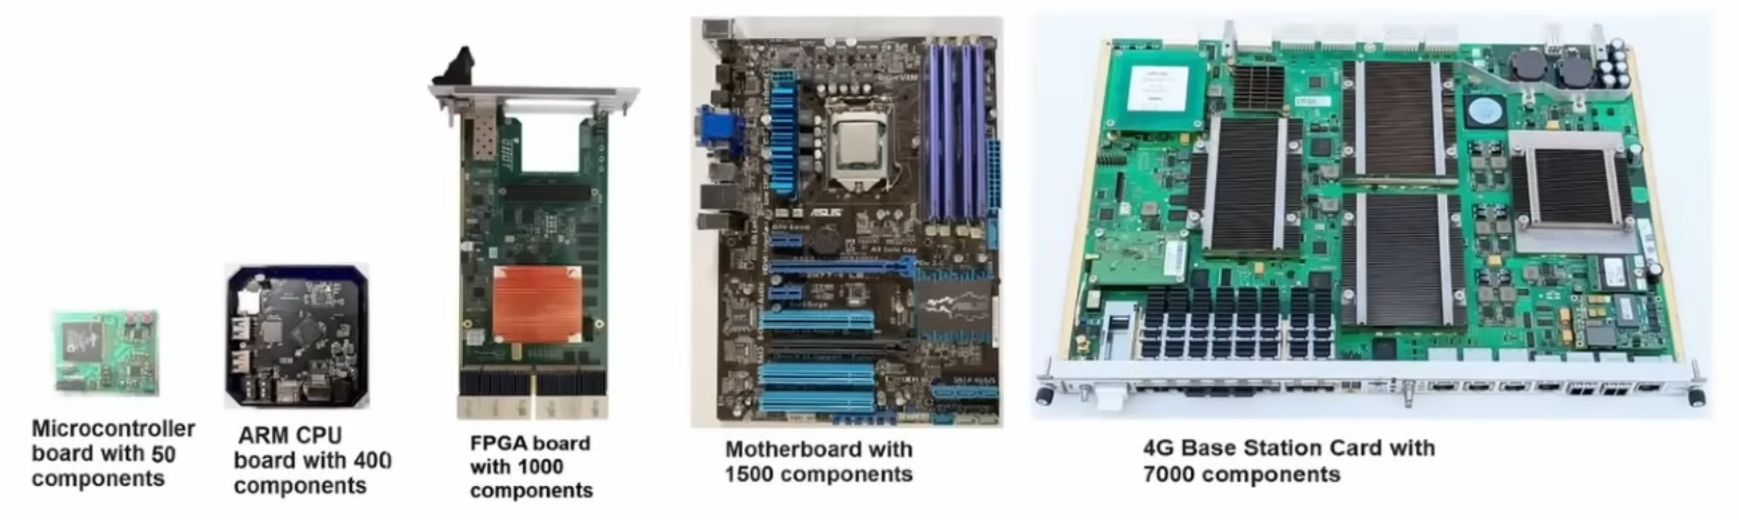 ASUS
Microcontroller
board with 50
components
ARM CPU
board with 400
components
FPGA board
with 1000
components
Motherboard with
1500 components
4G Base Station Card with
7000 components